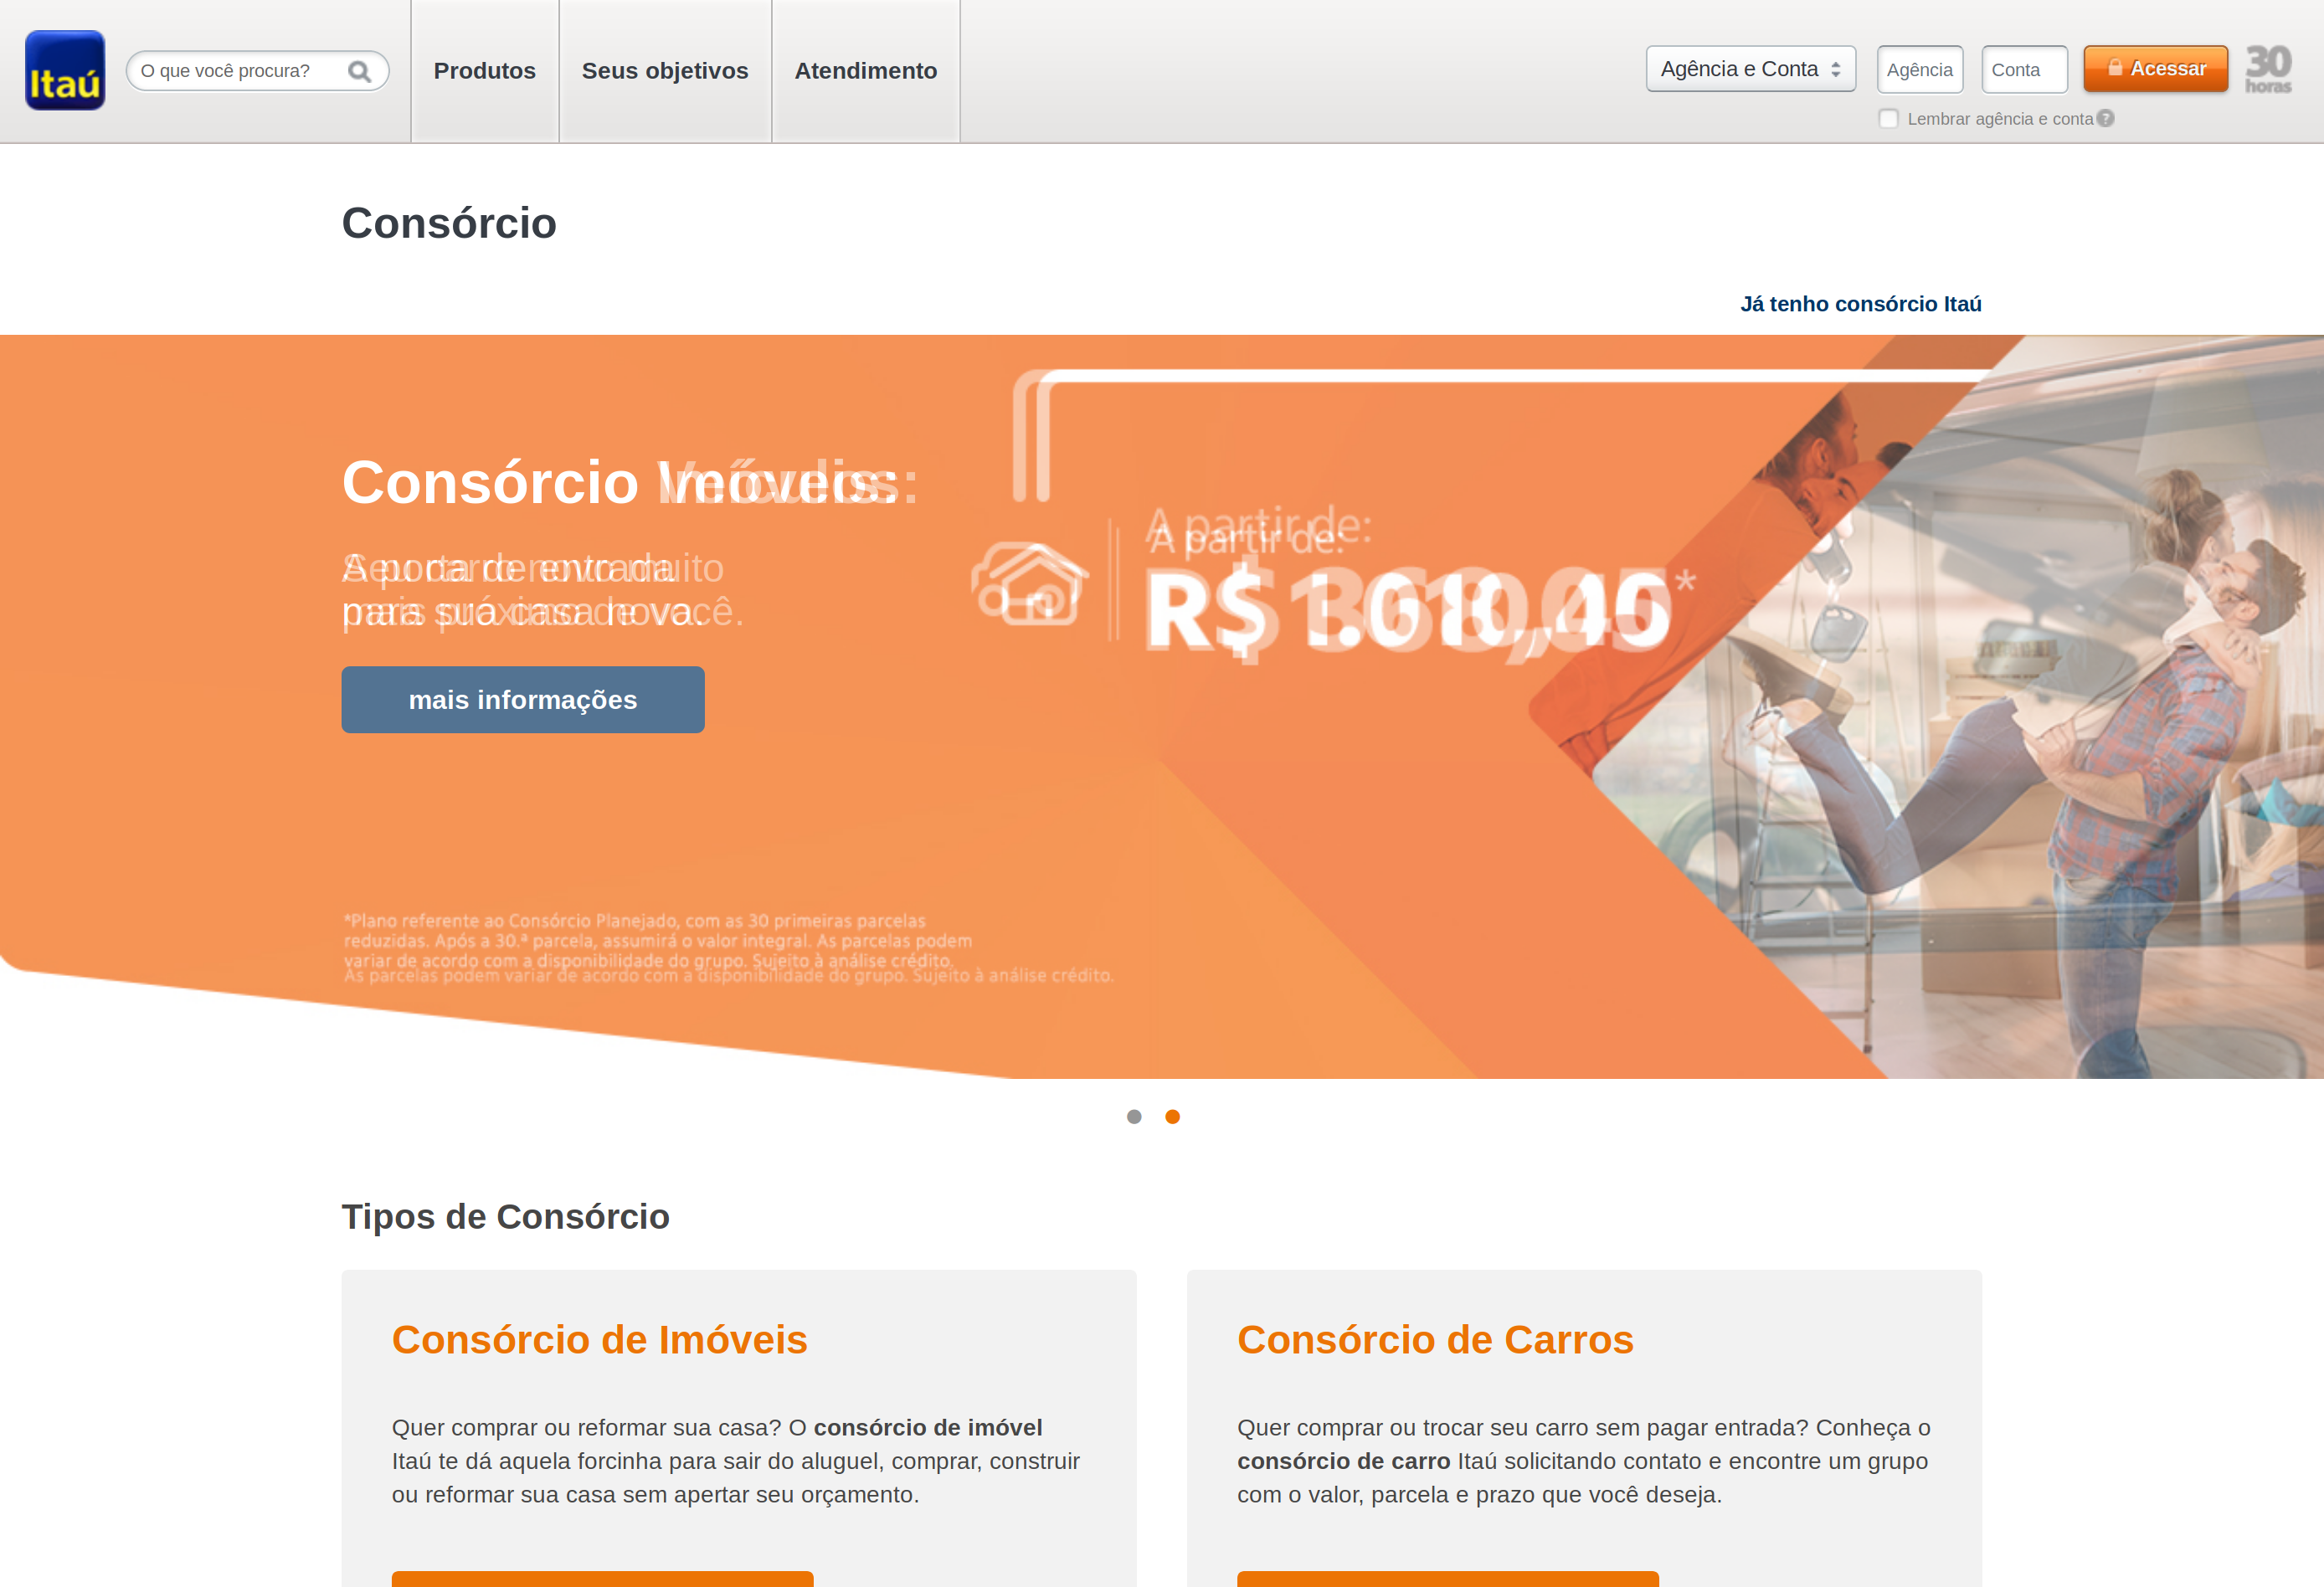 Itaú
O que você procura?
Produtos
Seus objetivos
Atendimento
Agência e Conta
Agência
Conta
Acessar
30
horas
Lembrar agência e conta
?
Consórcio
Já tenho consórcio Itaú
Consórcio
A partir de:
A partir de:
R$
mais informações
*Plano referente ao Consórcio Planejado, com as 30 primeiras parcelas
reduzidas. Após a 30.ª parcela, assumirá o valor integral. As parcelas podem
variar de acordo com a disponibilidade do grupo. Sujeito à análise crédito.
As parcelas podem variar de acordo com a disponibilidade do grupo. Sujeito à análise crédito.
Tipos de Consórcio
Consórcio de Imóveis
Quer comprar ou reformar sua casa? O consórcio de imóvel
Itaú te dá aquela forcinha para sair do aluguel, comprar, construir
ou reformar sua casa sem apertar seu orçamento.
Consórcio de Carros
Quer comprar ou trocar seu carro sem pagar entrada? Conheça o
consórcio de carro Itaú solicitando contato e encontre um grupo
com o valor, parcela e prazo que você deseja.